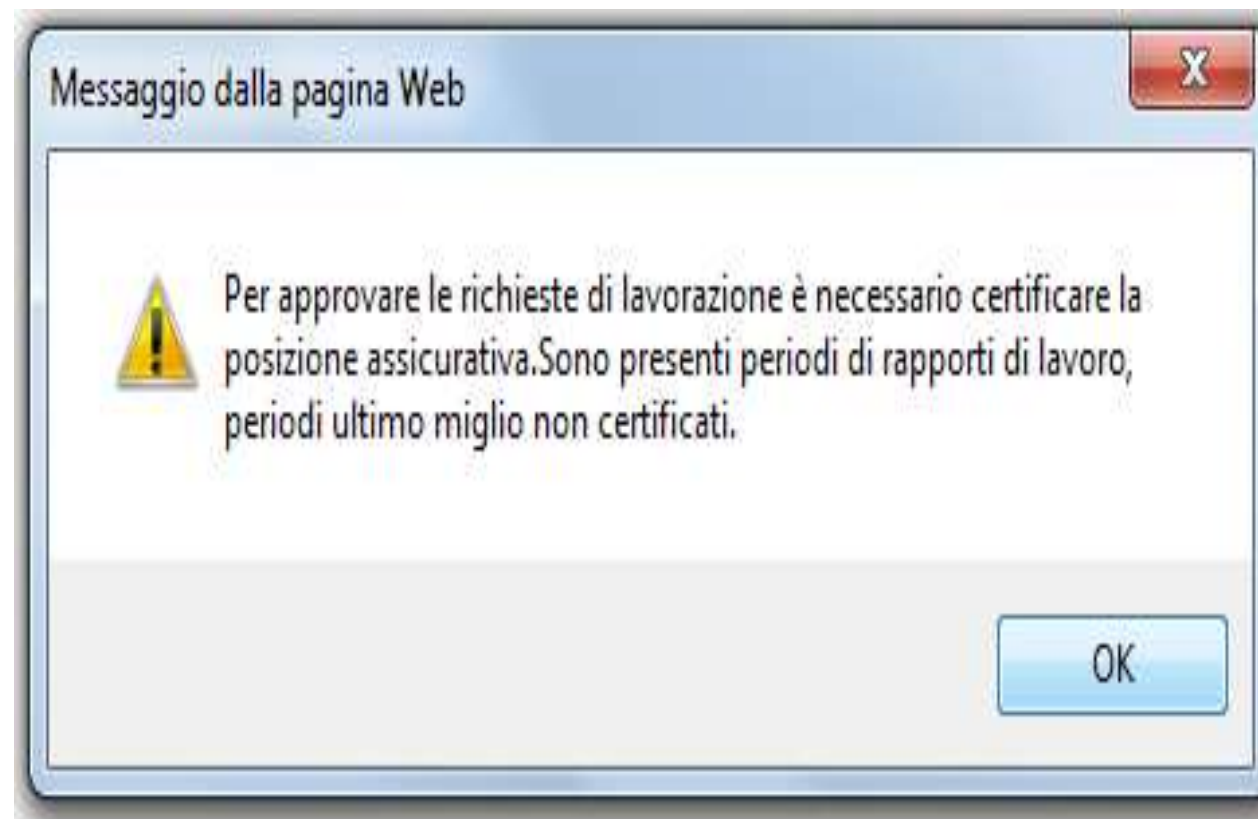 Messaggio dalla pagina Web
X
Per approvare le richieste di lavorazione è necessario certificare la
posizione assicurativa.Sono presenti periodi di rapporti di lavoro,
periodi ultimo miglio non certificati.
OK